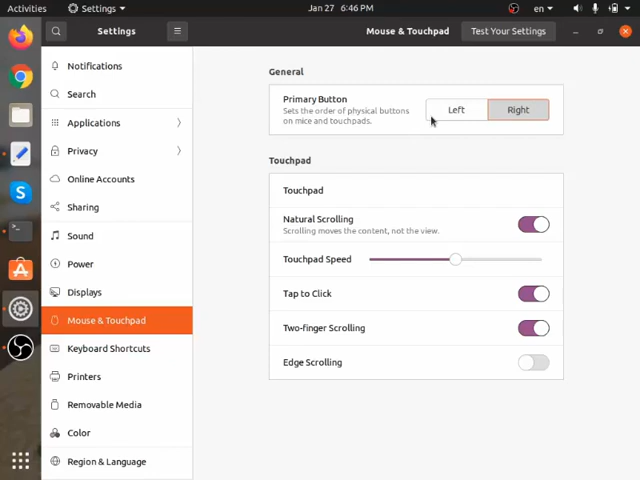 Activities
Settings
Jan 27 6:46 PM
en
Settings
Mouse & Touchpad
Test Your Settings
Notifications
Search
Applications
Privacy
Online Accounts
Sharing
Sound
Power
Displays
Mouse & Touchpad
Keyboard Shortcuts
Printers
Removable Media
Color
Region & Language
General
Primary Button
Sets the order of physical buttons
on mice and touchpads.
Left
Right
Touchpad
Touchpad
Natural Scrolling
Scrolling moves the content, not the view.
Touchpad Speed
Tap to Click
Two-finger Scrolling
Edge Scrolling